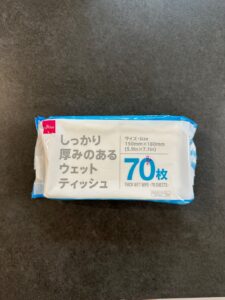 しっかり
厚みのある
ウェット
ティッシュ
サイズ・Size
150mm×180mm
(5.9in×7.1in)
70枚
THICK WET WIPE -70 SHEETS-